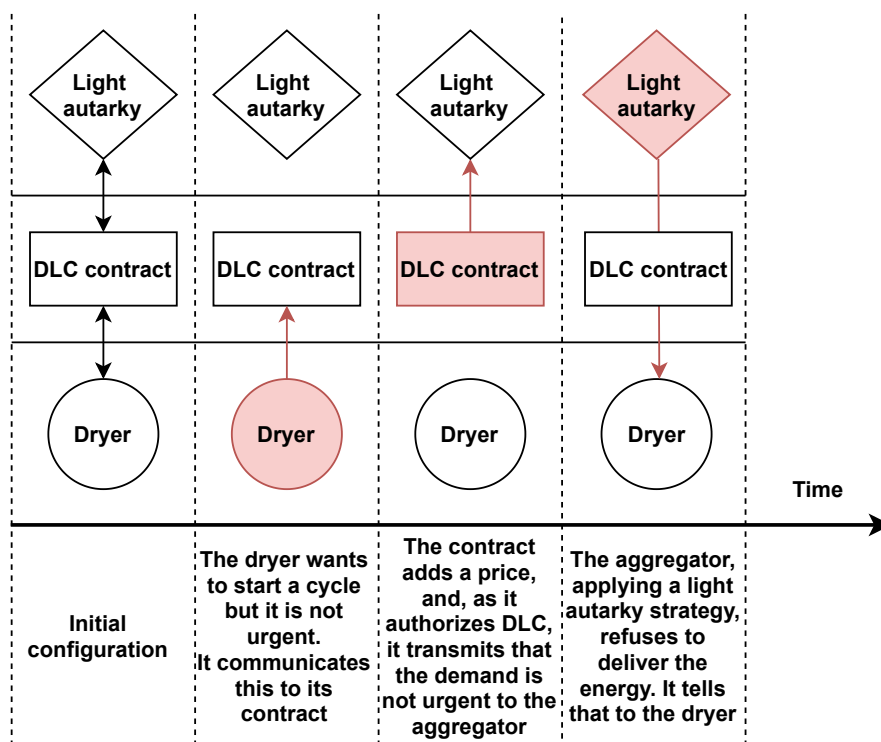 Light
autarky
Light
autarky
Light
autarky
Light
autarky
DLC contract
DLC contract
DLC contract
DLC contract
Dryer
Dryer
Dryer
Dryer
Time
Initial
configuration
The dryer wants
to start a cycle
but it is not
urgent.
It communicates
this to its
contract
The contract
adds a price,
and, as it
authorizes DLC,
it transmits that
the demand is
not urgent to the
aggregator
The aggregator,
applying a light
autarky strategy,
refuses to
deliver the
energy. It tells
that to the dryer